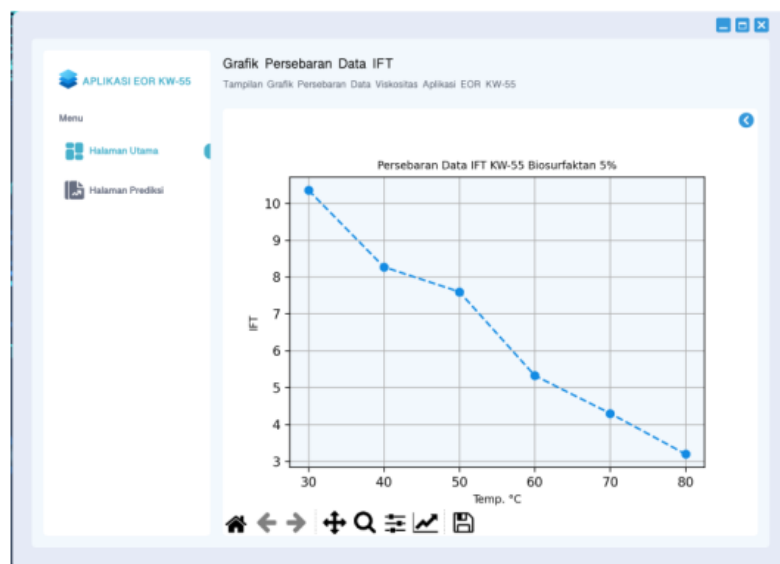 Grafik Persebaran Data IFT
Tampilan Grafik Persebaran Data Viskositas Aplikasi EOR KW-55
APLIKASI EOR KW-55
Menu
Halaman Utama
Halaman Prediksi
Persebaran Data IFT KW-55 Biosurfaktan 5%
10
9
8
7
6
5
4
3
IFT
30 40 50 60 70 80
Temp. °C